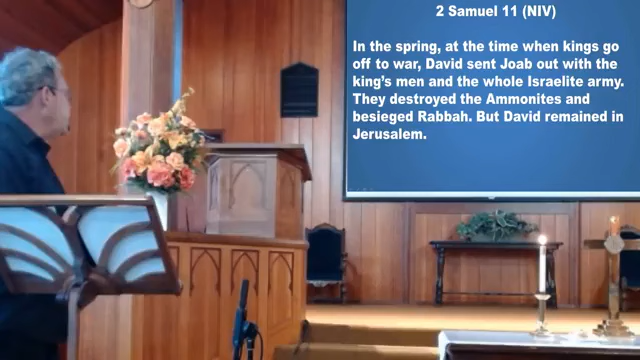 2 Samuel 11 (NIV)
In the spring, at the time when kings go
off to war, David sent Joab out with the
king's men and the whole Israelite army.
They destroyed the Ammonites and
besieged Rabbah. But David remained in
Jerusalem.